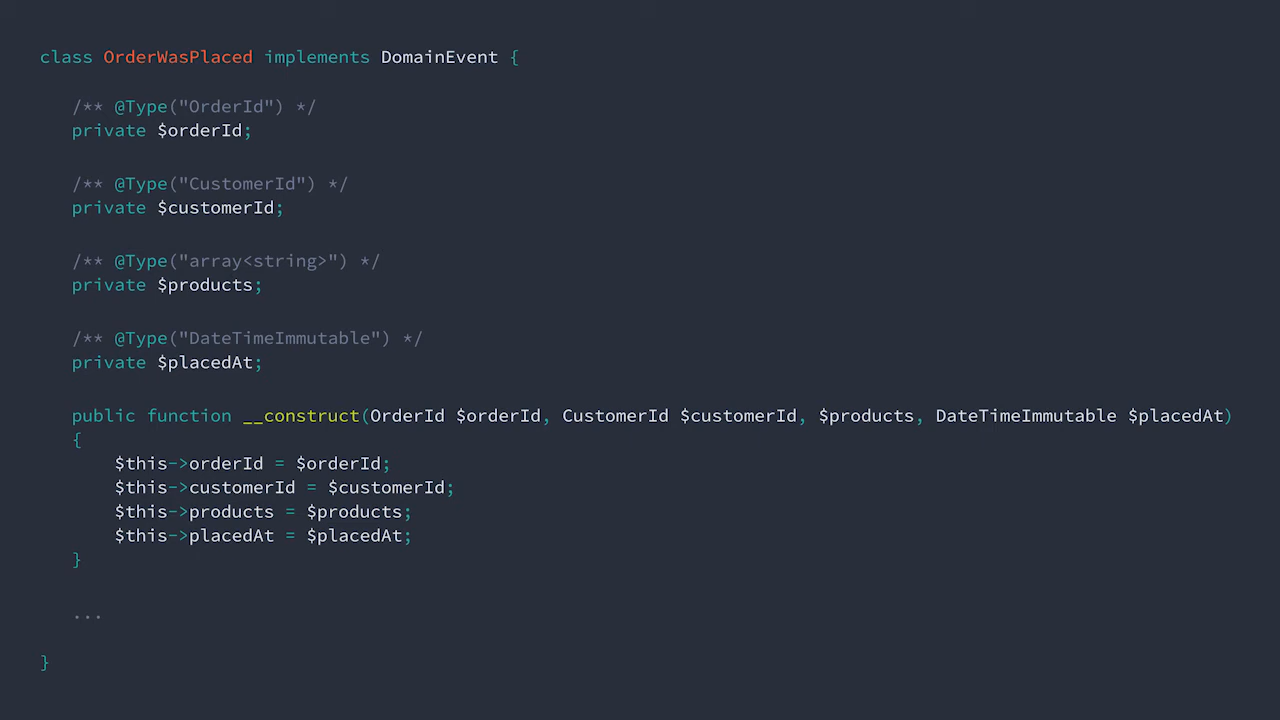 class OrderWasPlaced implements DomainEvent {
/** @Type("OrderId") */
private $orderId;
/** @Type("CustomerId") */
private $customerId;
/** @Type("array<string>") */
private $products;
/** @Type("DateTimeImmutable") */
private $placedAt;
public function __construct(OrderId $orderId, CustomerId $customerId, $products, DateTimeImmutable $placedAt)
{
$this->orderId = $orderId;
$this->customerId = $customerId;
$this->products = $products;
$this->placedAt = $placedAt;
}
...
}